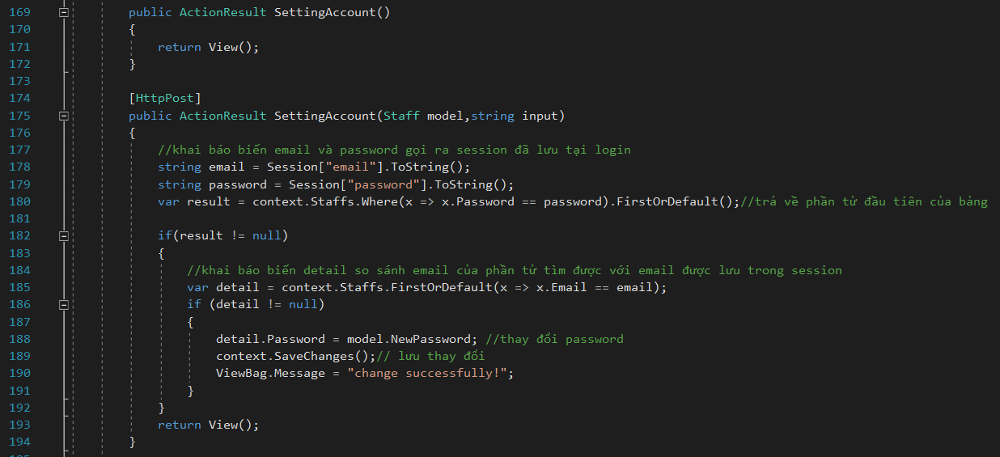 169 public ActionResult SettingAccount()
170 {
171 return View();
172 }
173
174 [HttpPost]
175 public ActionResult SettingAccount(Staff model,string input)
176 {
177 //khai báo biến email và password gọi ra session đã lưu tại login
178 string email = Session["email"].ToString();
179 string password = Session["password"].ToString();
180 var result = context.Staffs.Where(x => x.Password == password).FirstOrDefault();//trả về phần tử đầu tiên của bảng
181
182 if(result != null)
183 {
184 //khai báo biến detail so sánh email của phần tử tìm được với email được lưu trong session
185 var detail = context.Staffs.FirstOrDefault(x => x.Email == email);
186 if (detail != null)
187 {
188 detail.Password = model.NewPassword; //thay đổi password
189 context.SaveChanges();// lưu thay đổi
190 ViewBag.Message = "change successfully!";
191 }
192 }
193 return View();
194 }